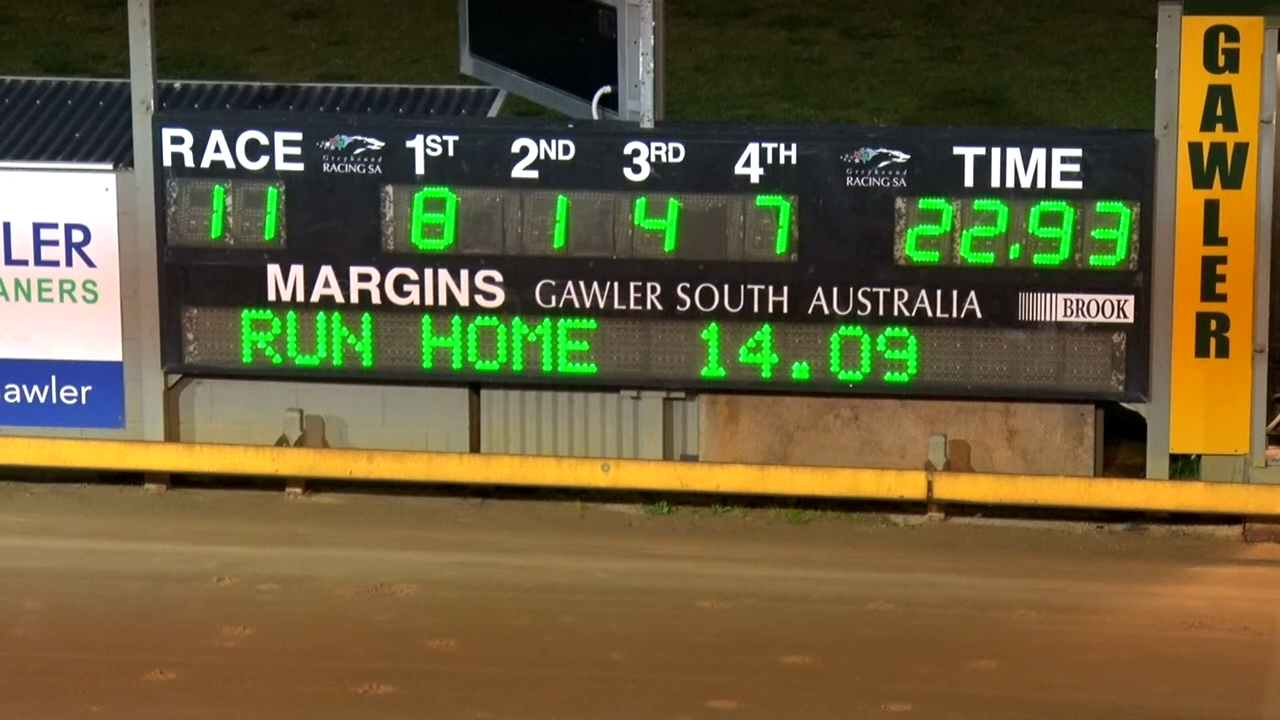 RACE 1ST 2ND 3RD 4TH TIME
Greyhound
RACING SA
Greyhound
RACING SA
11 8 1 4 7 22.93
MARGINS GAWLER SOUTH AUSTRALIA BROOK
RUN HOME 14.09
GAWLER
LER
ANERS
awler